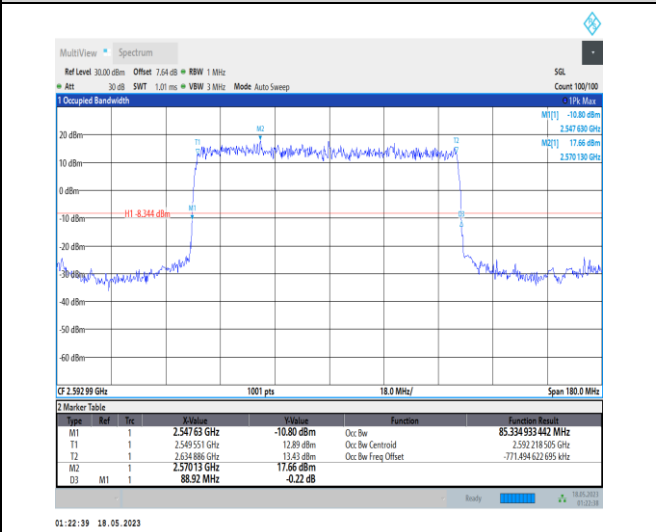 MultiView Spectrum
Ref Level 30.00 dBm Offset 7.64 dB RBW 1 MHz SGL
Att 30 dB SWT 1.01 ms VBW 3 MHz Mode Auto Sweep Count 100/100
1 Occupied Bandwidth 1Pk Max
M1[1] -10.80 dBm
2.547 630 GHz
M2[1] 17.66 dBm
2.570 130 GHz
20 dBm
T1 M2 T2
10 dBm
0 dBm
-10 dBm H1 -8.344 dBm M1
-20 dBm
-30 dBm
-40 dBm
-50 dBm
-60 dBm
CF 2.592 99 GHz 1001 pts 18.0 MHz/ Span 180.0 MHz
2 Marker Table
Type Ref Trc X-Value Y-Value Function Function Result
M1 1 2.547 63 GHz -10.80 dBm Occ Bw 85.334 933 442 MHz
T1 1 2.549 551 GHz 12.89 dBm Occ Bw Centroid 2.592 218 505 GHz
T2 1 2.634 886 GHz 13.43 dBm Occ Bw Freq Offset -771.494 622 695 kHz
M2 1 2.570 13 GHz 17.66 dBm
D3 M1 1 88.92 MHz -0.22 dB
Ready 18.05.2023
01:22:38
01:22:39 18.05.2023